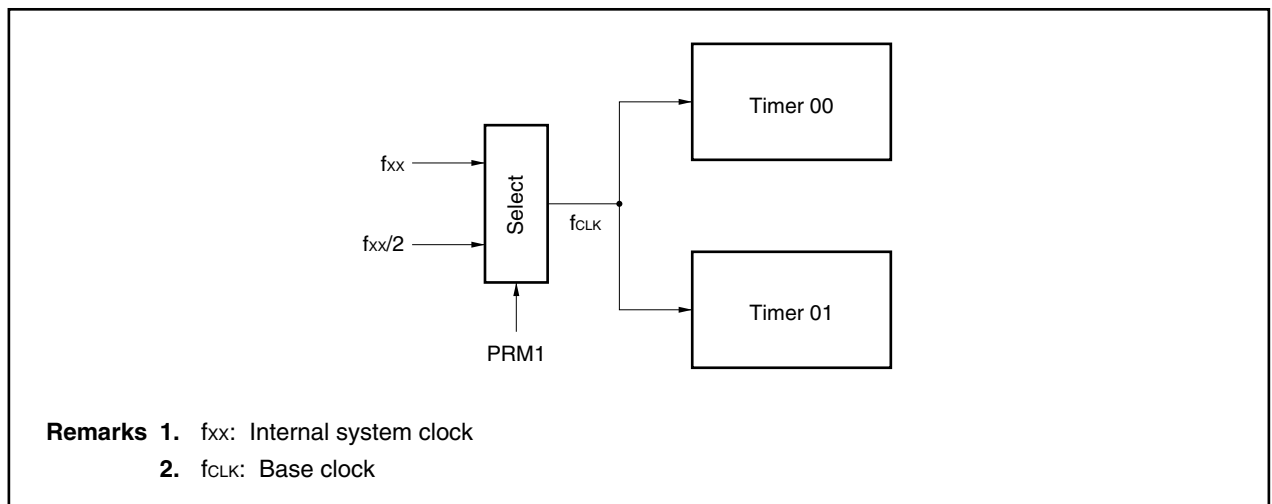 Timer 00
fxx
Select
fCLK
fxx/2
Timer 01
PRM1
Remarks 1. fxx: Internal system clock
2. fCLK: Base clock